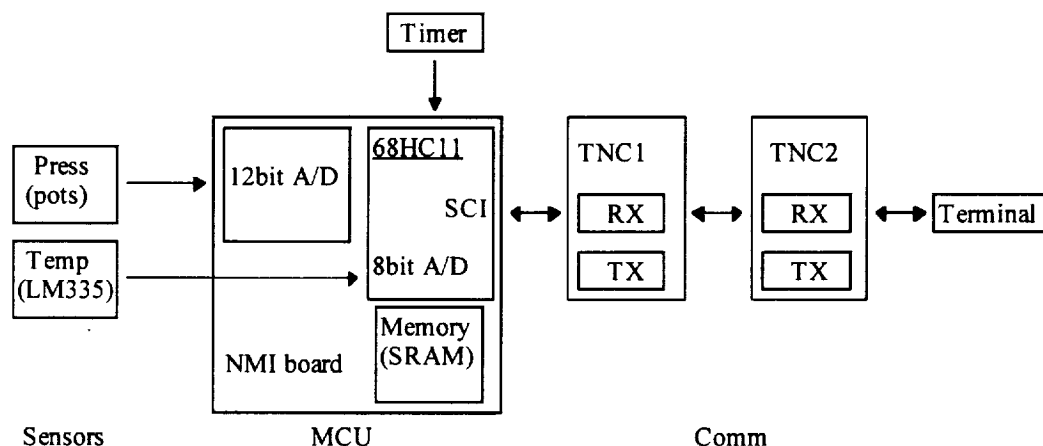 Timer
Press
(pots)
Temp
(LM335)
12bit A/D
68HC11
SCI
8bit A/D
Memory
(SRAM)
NMI board
TNC1
RX
TX
TNC2
RX
TX
Terminal
Sensors
MCU
Comm